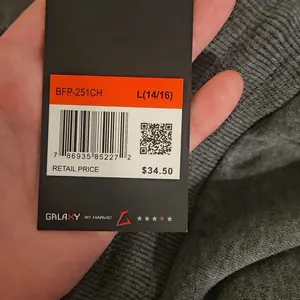 BFP-251CH L(14/16)
7 86935 85227 2
RETAIL PRICE $34.50
GALAXY BY HARVIC